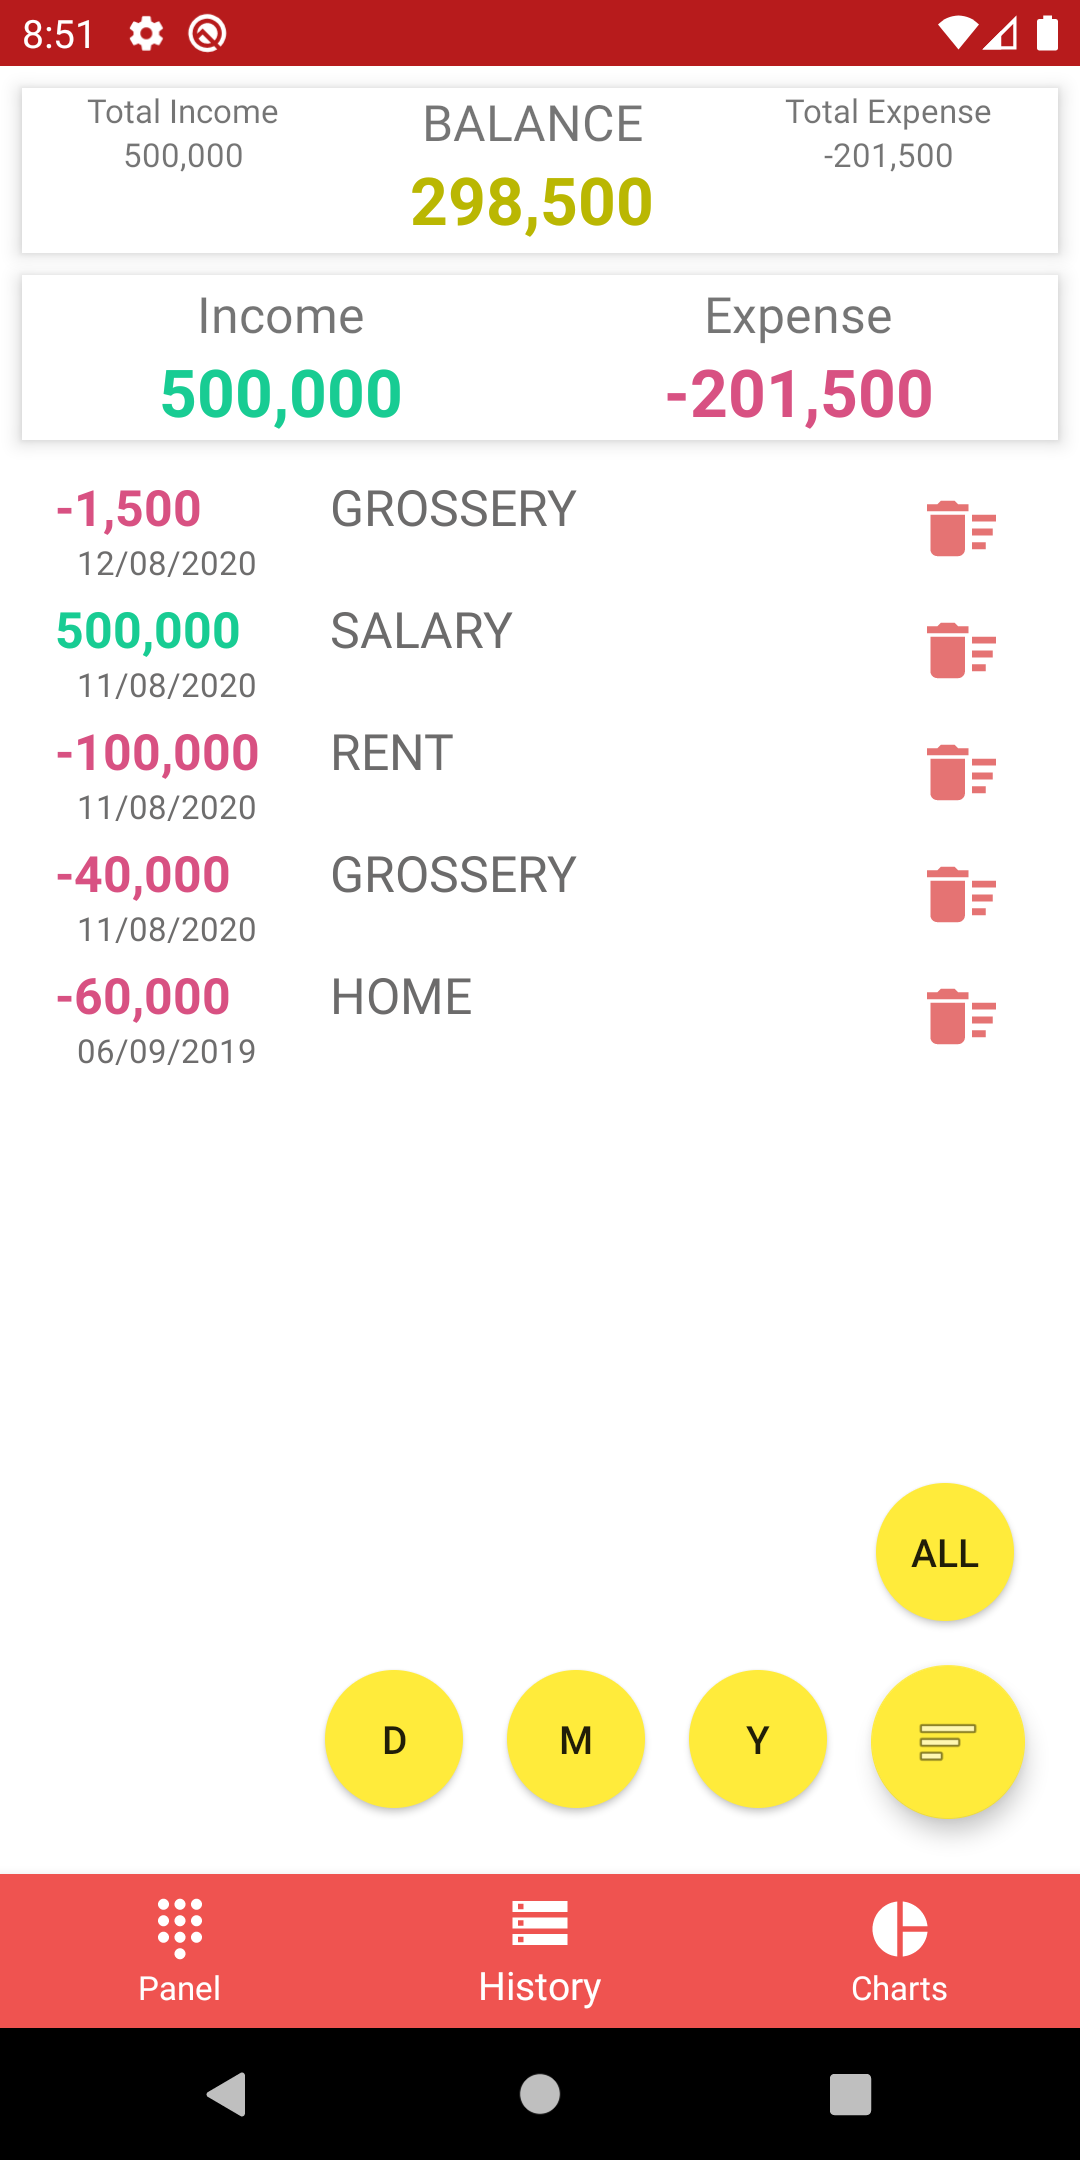 8:51
Total Income
500,000
BALANCE
298,500
Total Expense
-201,500
Income
500,000
Expense
-201,500
-1,500
GROSSERY
12/08/2020
500,000
SALARY
11/08/2020
-100,000
RENT
11/08/2020
-40,000
GROSSERY
11/08/2020
-60,000
HOME
06/09/2019
ALL
D
M
Y
Panel
History
Charts